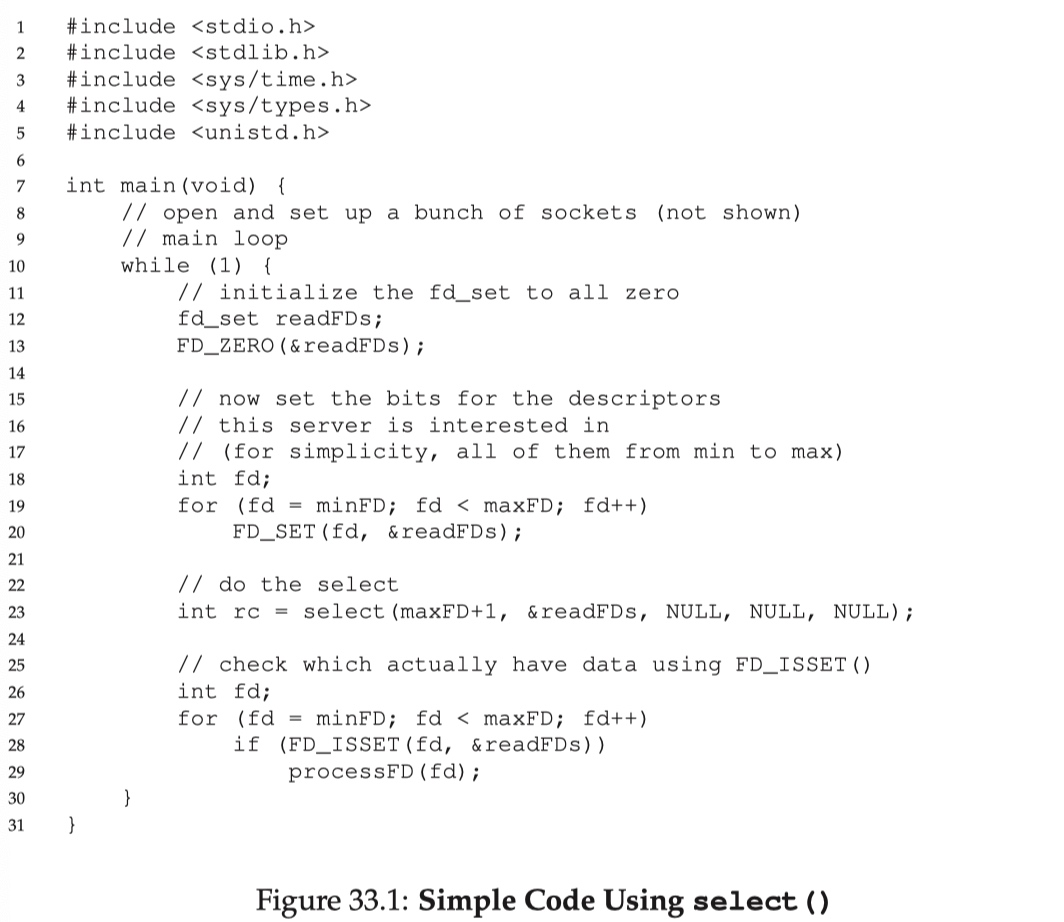 1 #include <stdio.h>
2 #include <stdlib.h>
3 #include <sys/time.h>
4 #include <sys/types.h>
5 #include <unistd.h>
6
7 int main(void) {
8     // open and set up a bunch of sockets (not shown)
9     // main loop
10     while (1) {
11         // initialize the fd_set to all zero
12         fd_set readFDs;
13         FD_ZERO(&readFDs);
14
15         // now set the bits for the descriptors
16         // this server is interested in
17         // (for simplicity, all of them from min to max)
18         int fd;
19         for (fd = minFD; fd < maxFD; fd++)
20             FD_SET(fd, &readFDs);
21
22         // do the select
23         int rc = select(maxFD+1, &readFDs, NULL, NULL, NULL);
24
25         // check which actually have data using FD_ISSET()
26         int fd;
27         for (fd = minFD; fd < maxFD; fd++)
28             if (FD_ISSET(fd, &readFDs))
29                 processFD(fd);
30     }
31 }
Figure 33.1: Simple Code Using select()